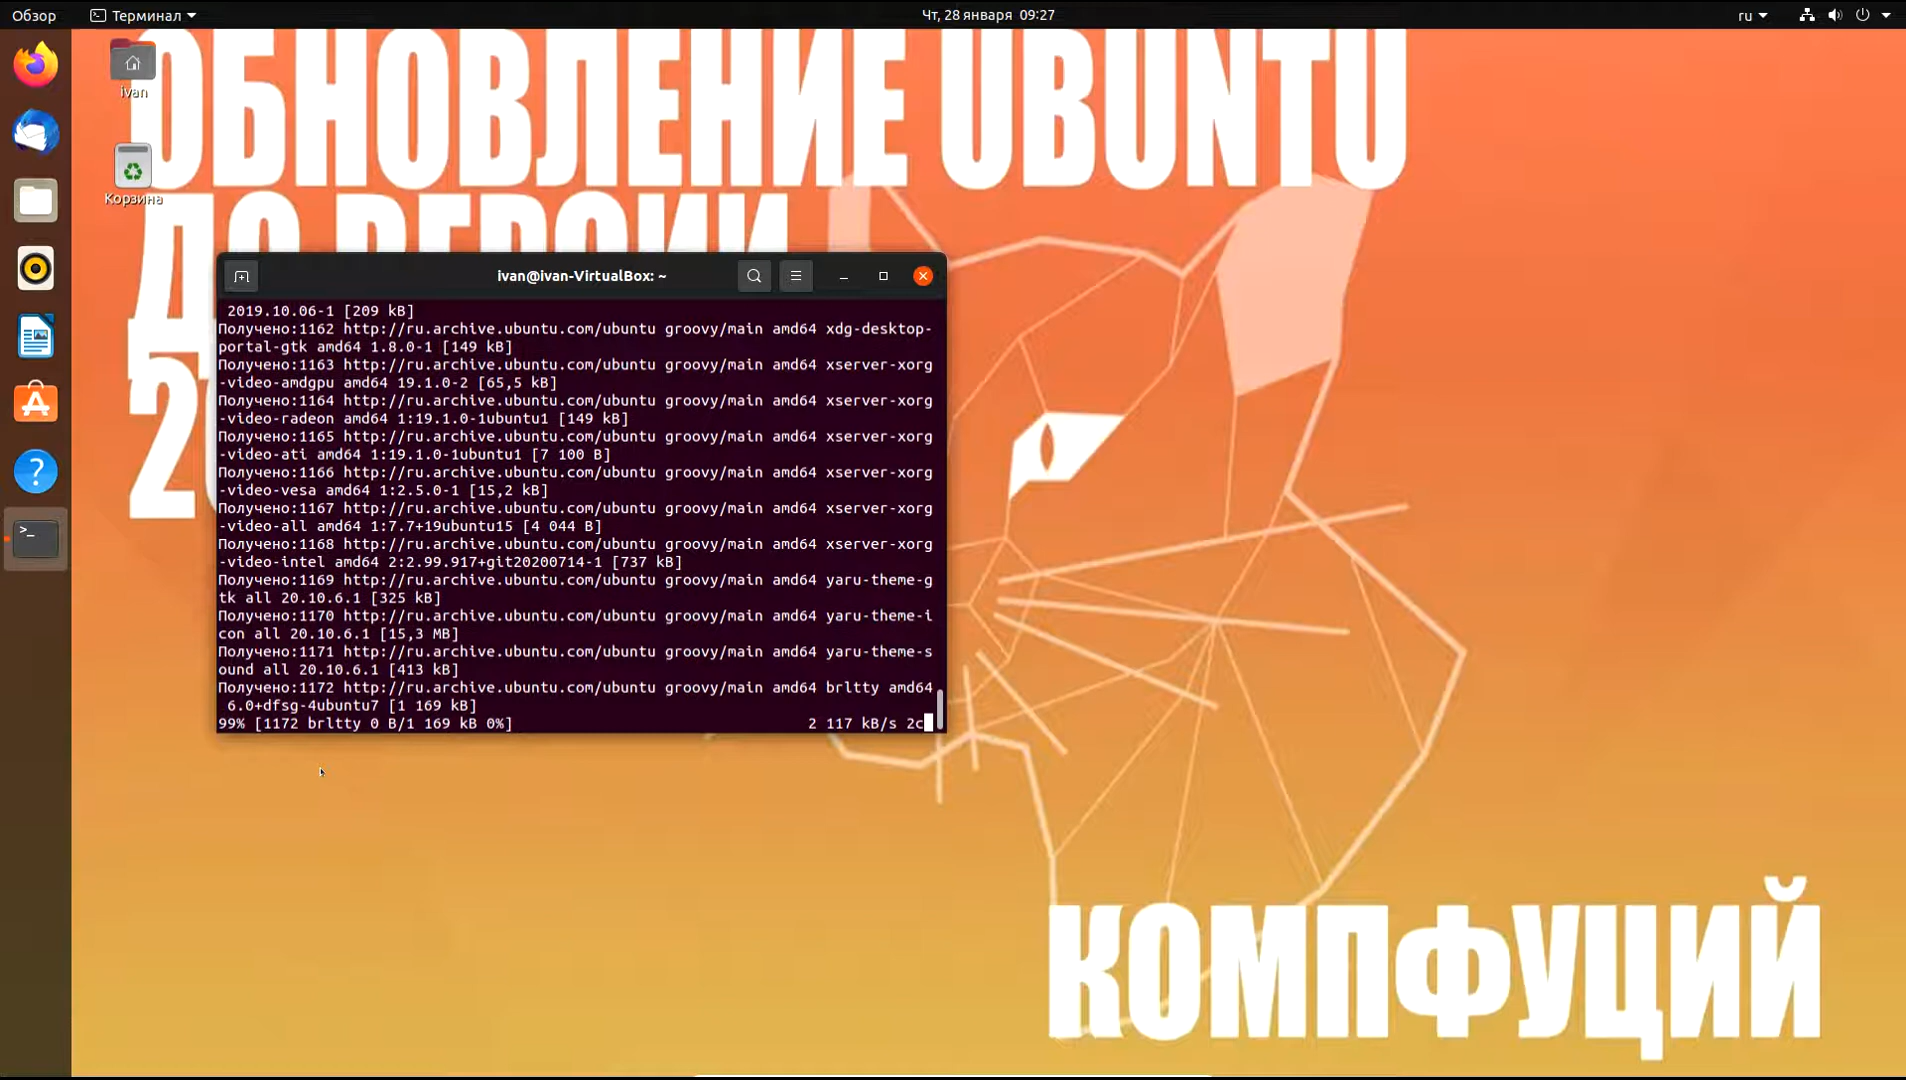 Обзор
Терминал
Чт, 28 января 09:27
ru
ОБНОВЛЕНИЕ UBUNTU
ДО ВЕРСИИ
ivan
Корзина
ivan@ivan-VirtualBox: ~
2019.10.06-1 [209 kB]
Получено:1162 http://ru.archive.ubuntu.com/ubuntu groovy/main amd64 xdg-desktop-
portal-gtk amd64 1.8.0-1 [149 kB]
Получено:1163 http://ru.archive.ubuntu.com/ubuntu groovy/main amd64 xserver-xorg
-video-amdgpu amd64 19.1.0-2 [65,5 kB]
Получено:1164 http://ru.archive.ubuntu.com/ubuntu groovy/main amd64 xserver-xorg
-video-radeon amd64 1:19.1.0-1ubuntu1 [149 kB]
Получено:1165 http://ru.archive.ubuntu.com/ubuntu groovy/main amd64 xserver-xorg
-video-ati amd64 1:19.1.0-1ubuntu1 [7 100 B]
Получено:1166 http://ru.archive.ubuntu.com/ubuntu groovy/main amd64 xserver-xorg
-video-vesa amd64 1:2.5.0-1 [15,2 kB]
Получено:1167 http://ru.archive.ubuntu.com/ubuntu groovy/main amd64 xserver-xorg
-video-all amd64 1:7.7+19ubuntu15 [4 044 B]
Получено:1168 http://ru.archive.ubuntu.com/ubuntu groovy/main amd64 xserver-xorg
-video-intel amd64 2:2.99.917+git20200714-1 [737 kB]
Получено:1169 http://ru.archive.ubuntu.com/ubuntu groovy/main amd64 yaru-theme-g
tk all 20.10.6.1 [325 kB]
Получено:1170 http://ru.archive.ubuntu.com/ubuntu groovy/main amd64 yaru-theme-i
con all 20.10.6.1 [15,3 MB]
Получено:1171 http://ru.archive.ubuntu.com/ubuntu groovy/main amd64 yaru-theme-s
ound all 20.10.6.1 [413 kB]
Получено:1172 http://ru.archive.ubuntu.com/ubuntu groovy/main amd64 brltty amd64
6.0+dfsg-4ubuntu7 [1 169 kB]
99% [1172 brltty 0 B/1 169 kB 0%] 2 117 kB/s 2с
КОМПФУЦИЙ